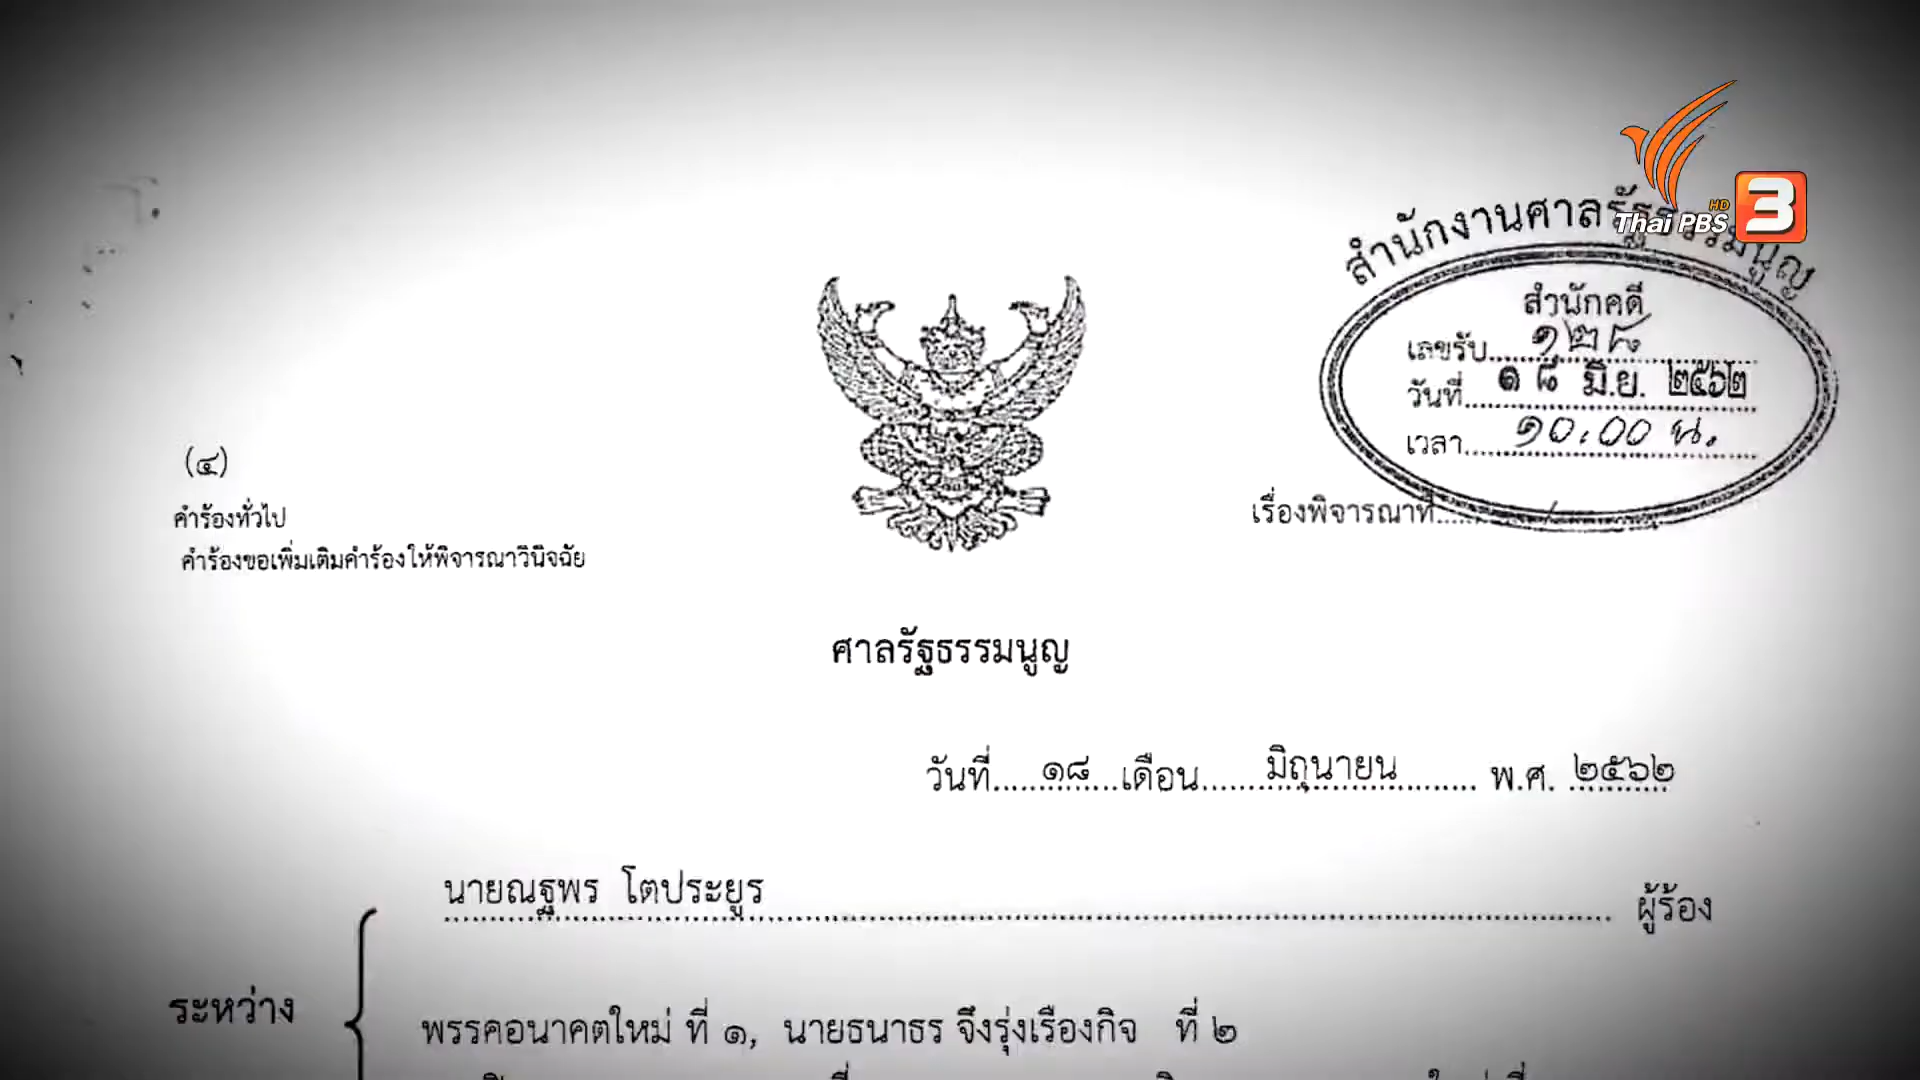 HD
Thai PBS 3
สำนักงานศาลรัฐธรรมนูญ
สำนักคดี
เลขรับ ๑๒๘
วันที่ ๑๘ มิ.ย. ๒๕๖๒
เวลา ๑๐.๐๐ น.
(๔)
คำร้องทั่วไป
เรื่องพิจารณาที่
คำร้องขอเพิ่มเติมคำร้องให้พิจารณาวินิจฉัย
ศาลรัฐธรรมนูญ
วันที่ ๑๘ เดือน มิถุนายน พ.ศ. ๒๕๖๒
นายณฐพร โตประยูร ผู้ร้อง
ระหว่าง
พรรคอนาคตใหม่ ที่ ๑, นายธนาธร จึงรุ่งเรืองกิจ ที่ ๒